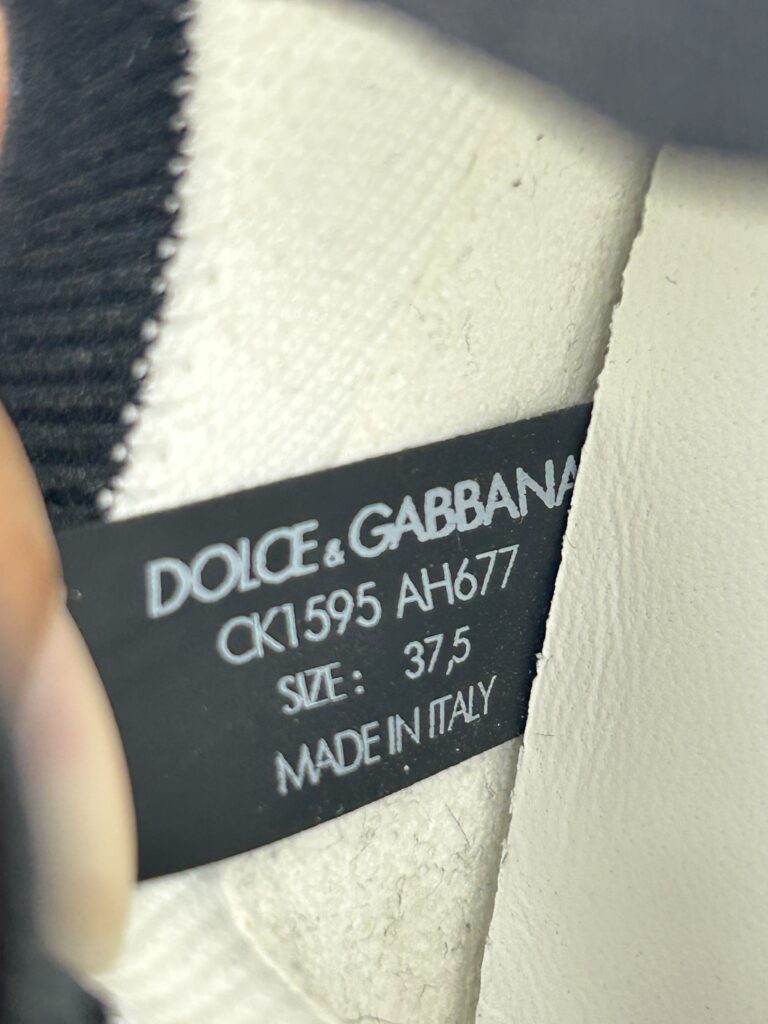 DOLCE & GABBANA
CK1595 AH677
SIZE: 37,5
MADE IN ITALY